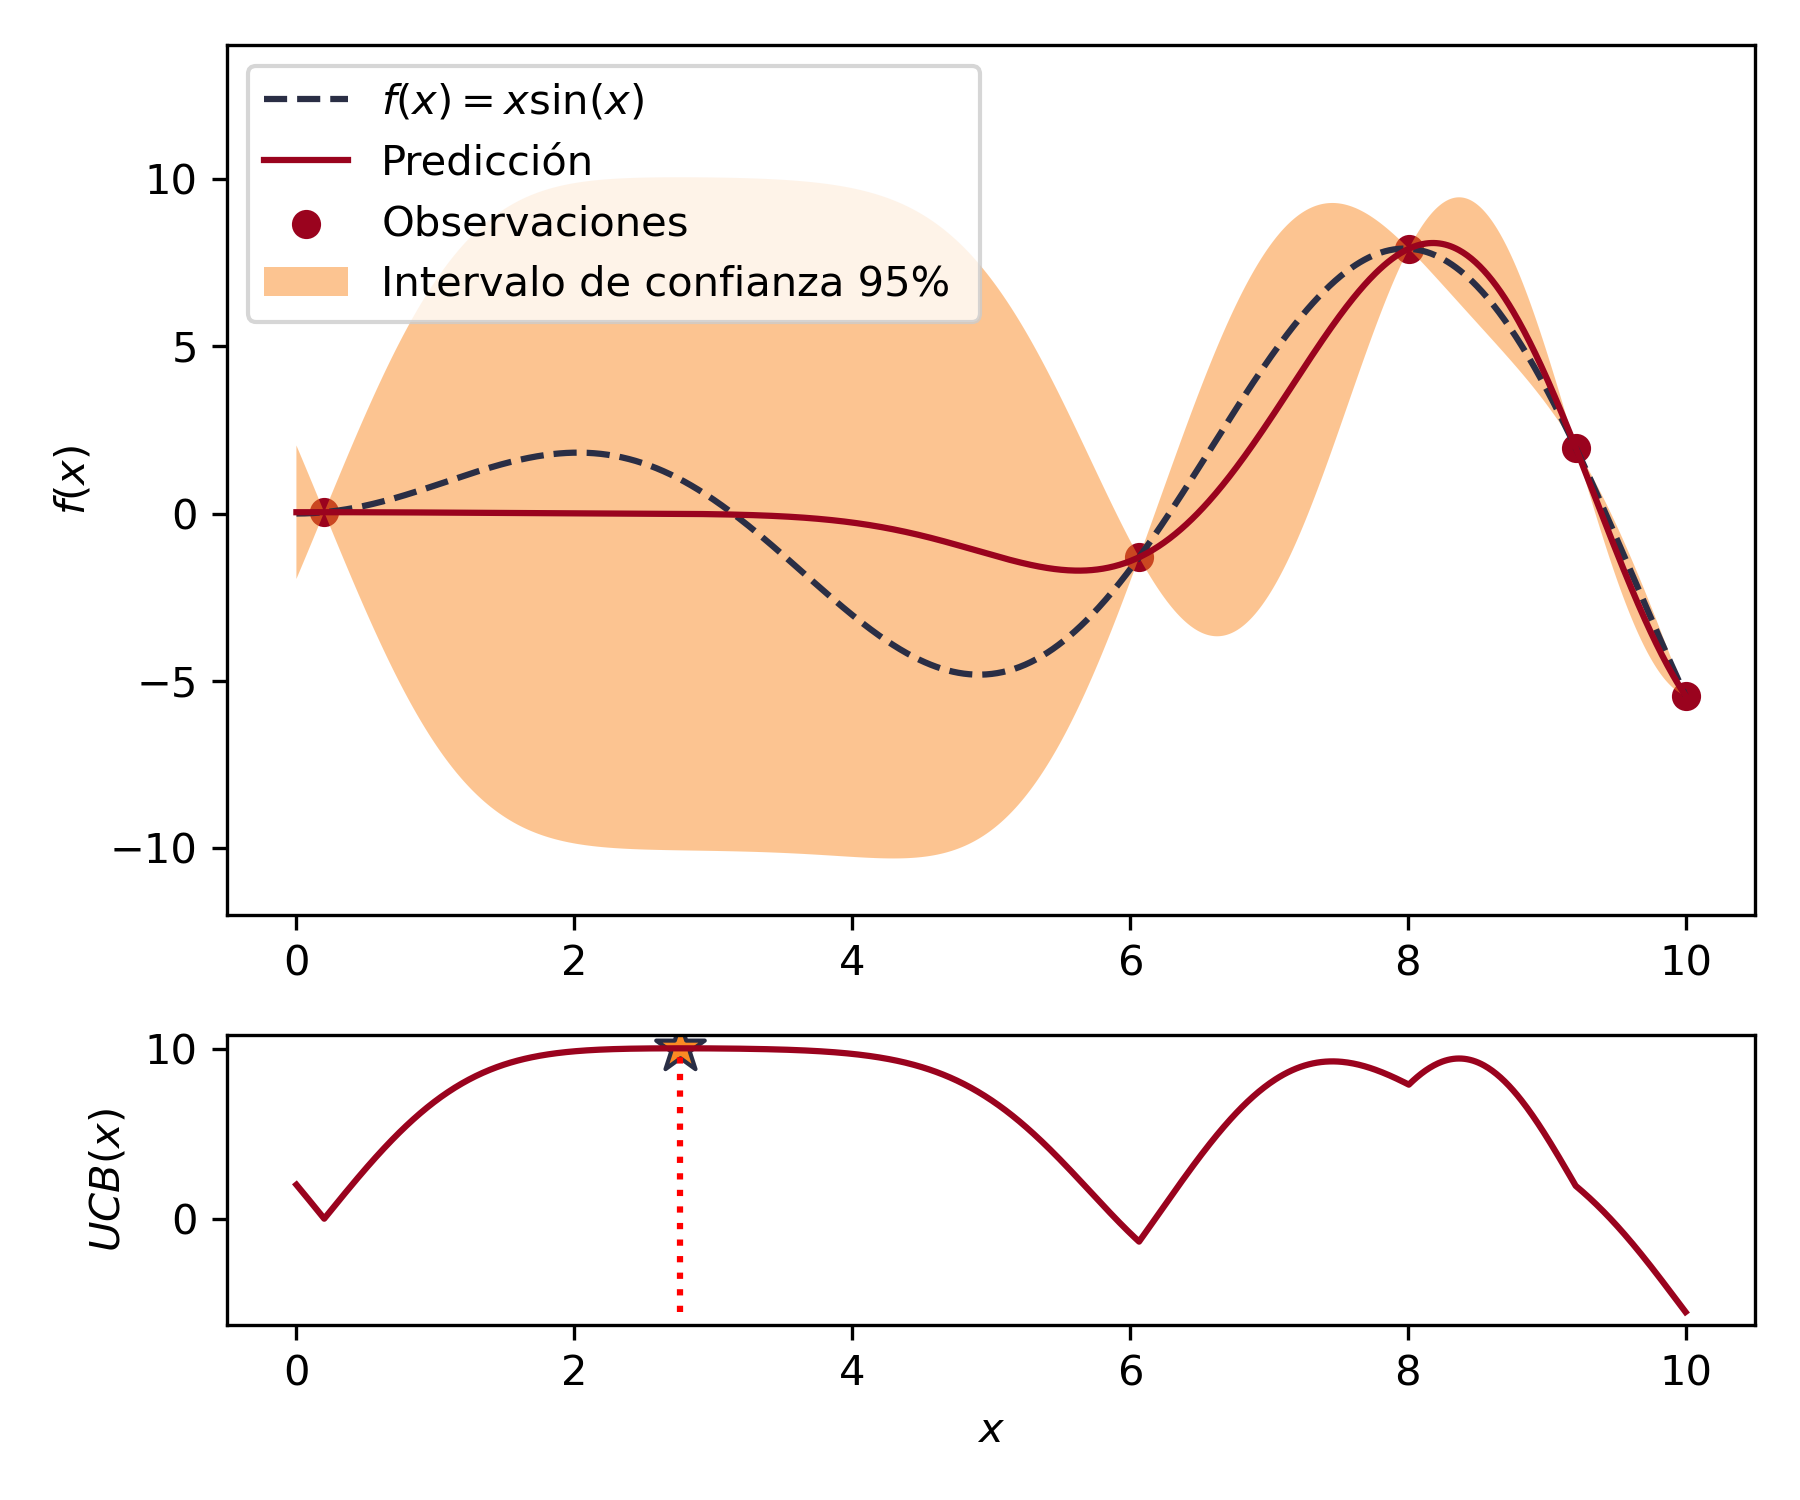 f(x) = x sin(x)
Predicción
Observaciones
Intervalo de confianza 95%
10
5
0
−5
−10
f(x)
0 2 4 6 8 10
10
0
UCB(x)
0 2 4 6 8 10
x